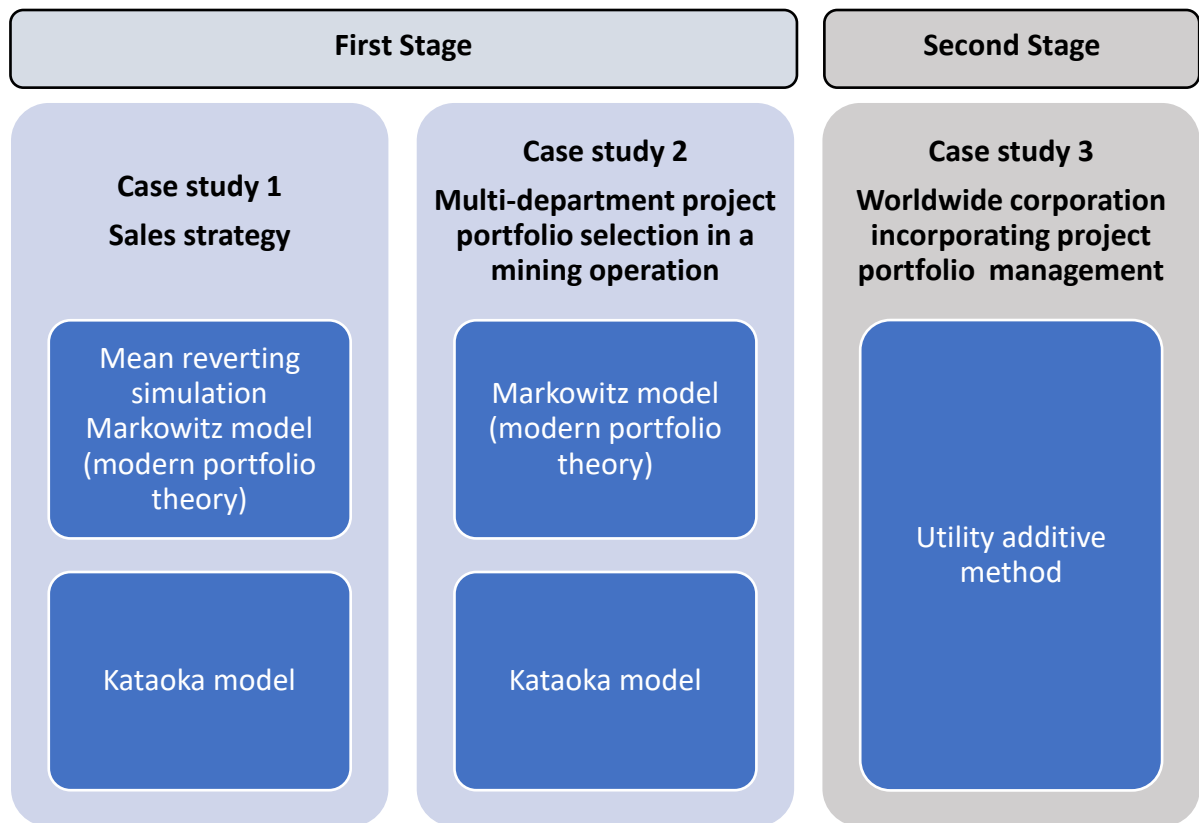 First Stage
Second Stage
Case study 1
Sales strategy
Mean reverting
simulation
Markowitz model
(modern portfolio
theory)
Kataoka model
Case study 2
Multi-department project
portfolio selection in a
mining operation
Markowitz model
(modern portfolio
theory)
Kataoka model
Case study 3
Worldwide corporation
incorporating project
portfolio management
Utility additive
method